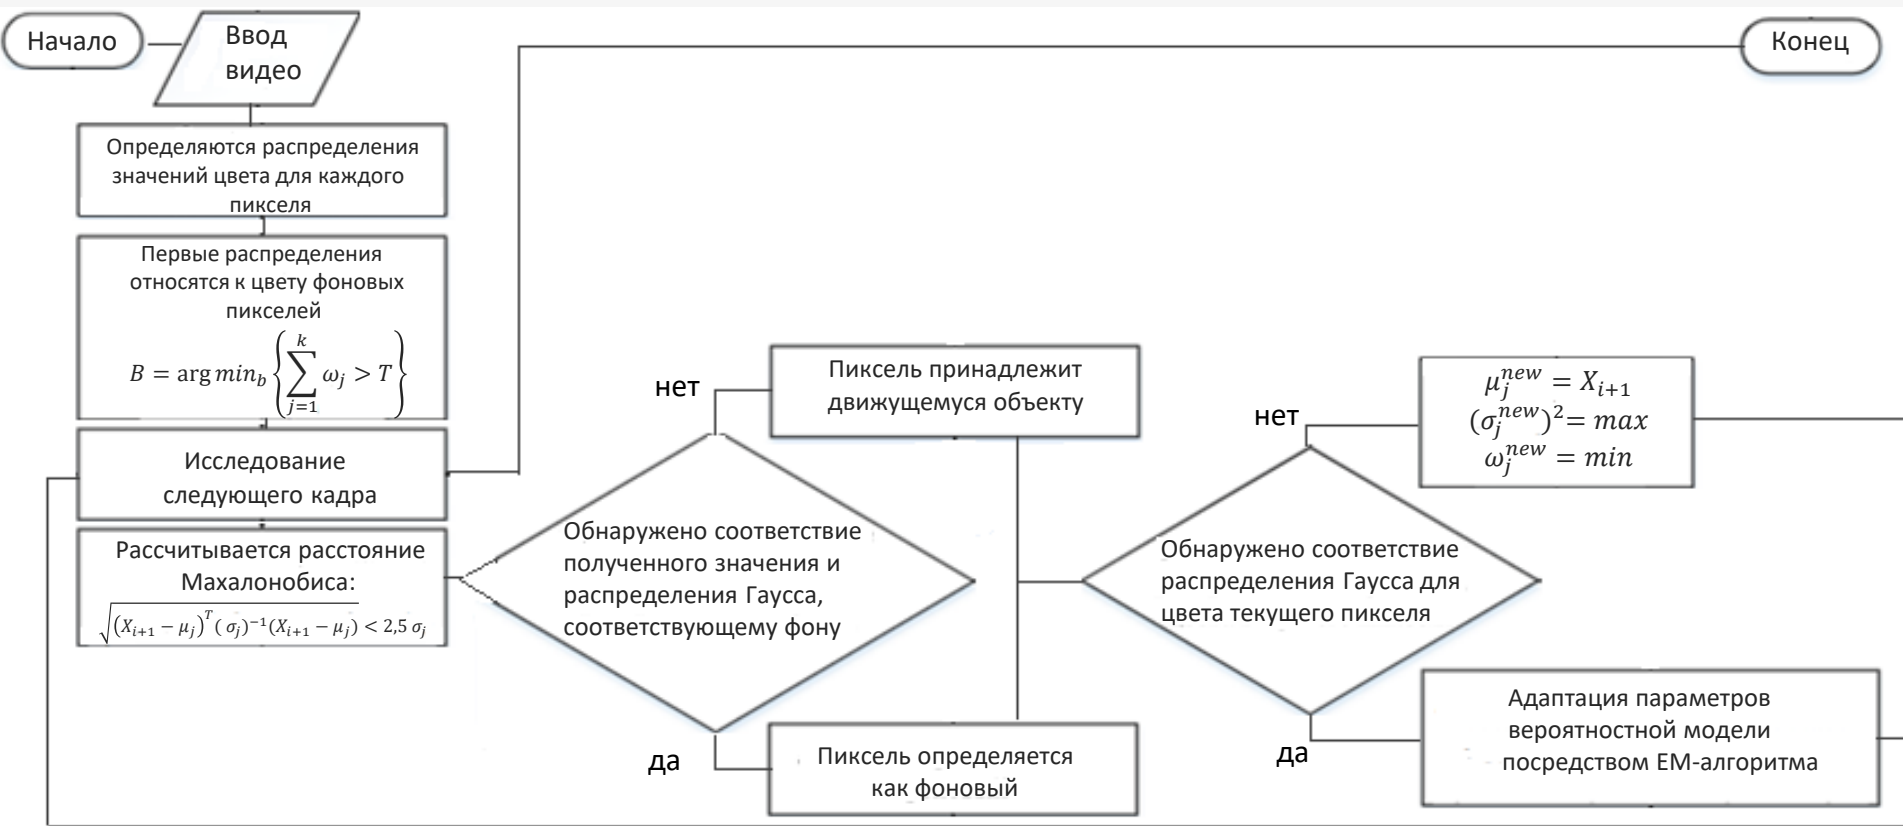 Начало
Ввод
видео
Определяются распределения
значений цвета для каждого
пикселя
Первые распределения
относятся к цвету фоновых
пикселей
B = arg min_b {∑_{j=1}^{k} ω_j > T}
Исследование
следующего кадра
Рассчитывается расстояние
Махалонобиса:
√((X_{i+1} − μ_j)^T (σ_j)^{−1}(X_{i+1} − μ_j)) < 2,5 σ_j
Обнаружено соответствие
полученного значения и
распределения Гаусса,
соответствующему фону
нет
Пиксель принадлежит
движущемуся объекту
да
Пиксель определяется
как фоновый
Обнаружено соответствие
распределения Гаусса для
цвета текущего пикселя
нет
μ_j^{new} = X_{i+1}
(σ_j^{new})^2= max
ω_j^{new} = min
да
Адаптация параметров
вероятностной модели
посредством EM-алгоритма
Конец